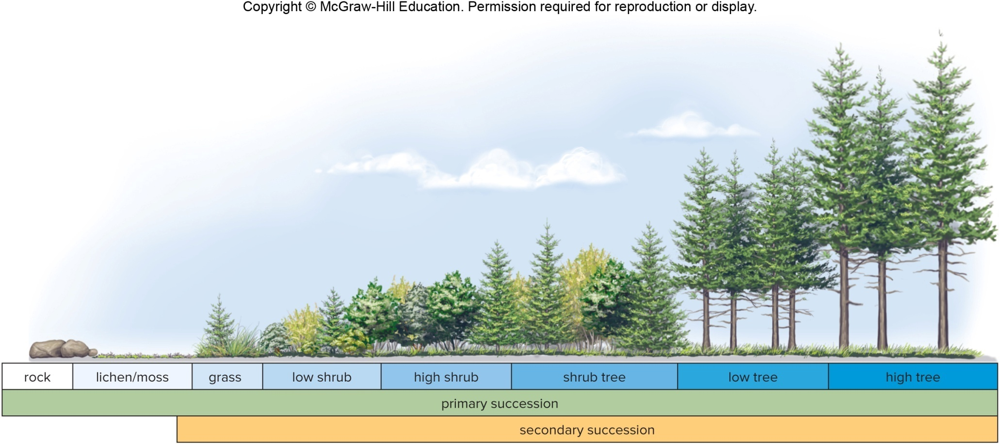 Copyright © McGraw-Hill Education. Permission required for reproduction or display.
rock lichen/moss grass low shrub high shrub shrub tree low tree high tree
primary succession
secondary succession